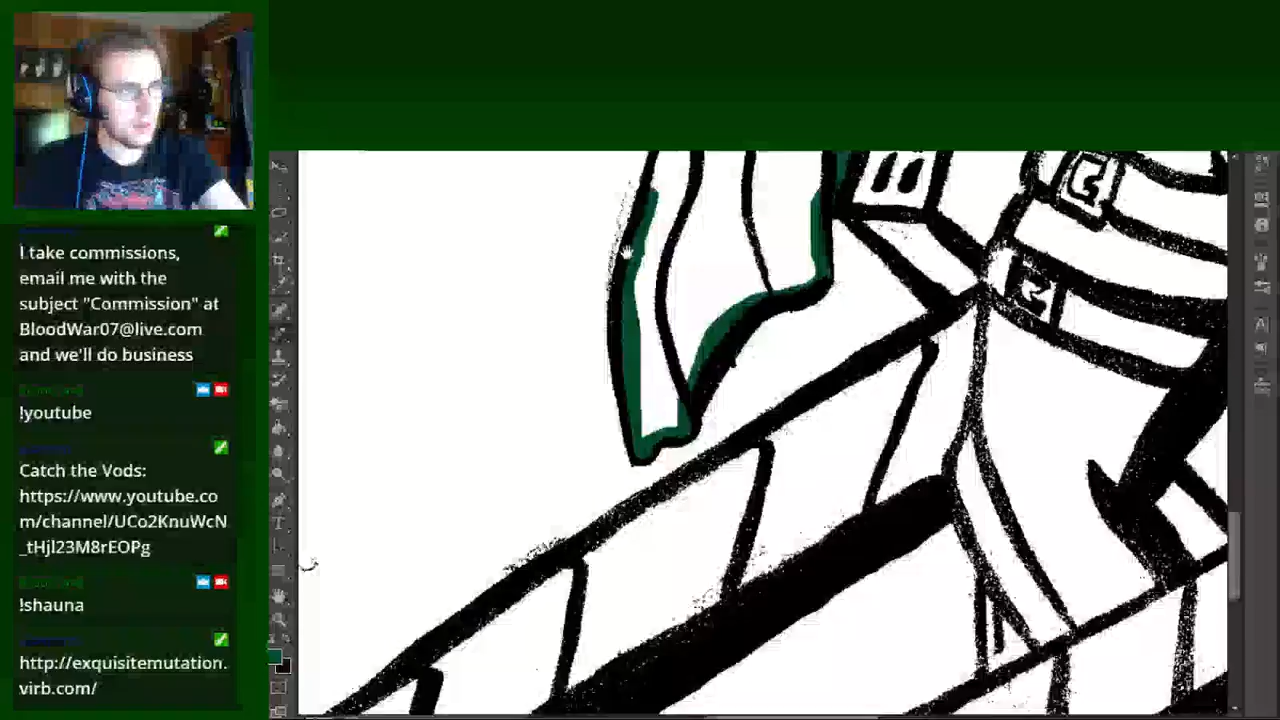 I take commissions,
email me with the
subject "Commission" at
BloodWar07@live.com
and we'll do business
!youtube
Catch the Vods:
https://www.youtube.co
m/channel/UCo2KnuWcN
_tHjl23M8rEOPg
!shauna
http://exquisitemutation.
virb.com/